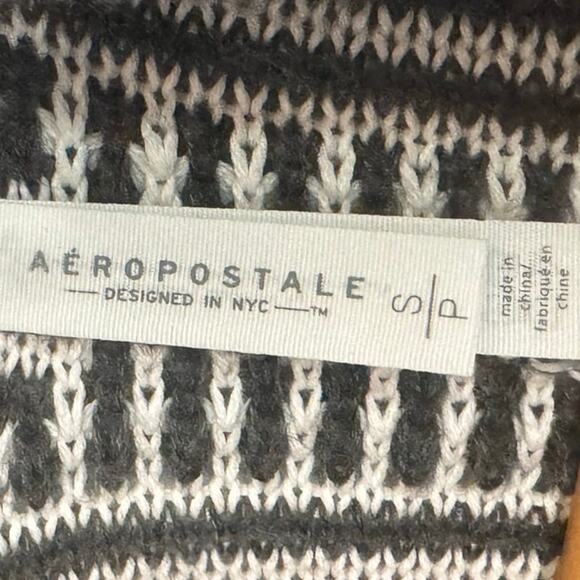 AÉROPOSTALE
DESIGNED IN NYC TM
S/P
made in
china/
fabriqué en
chine